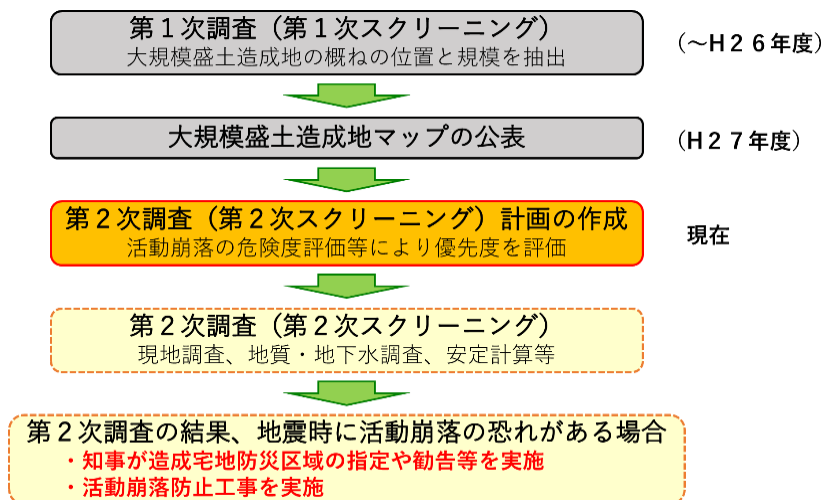 第１次調査（第１次スクリーニング）
大規模盛土造成地の概ねの位置と規模を抽出
（～H２６年度）
大規模盛土造成地マップの公表
（H２７年度）
第２次調査（第２次スクリーニング）計画の作成
活動崩落の危険度評価等により優先度を評価
現在
第２次調査（第２次スクリーニング）
現地調査、地質・地下水調査、安定計算等
第２次調査の結果、地震時に活動崩落の恐れがある場合
・知事が造成宅地防災区域の指定や勧告等を実施
・活動崩落防止工事を実施